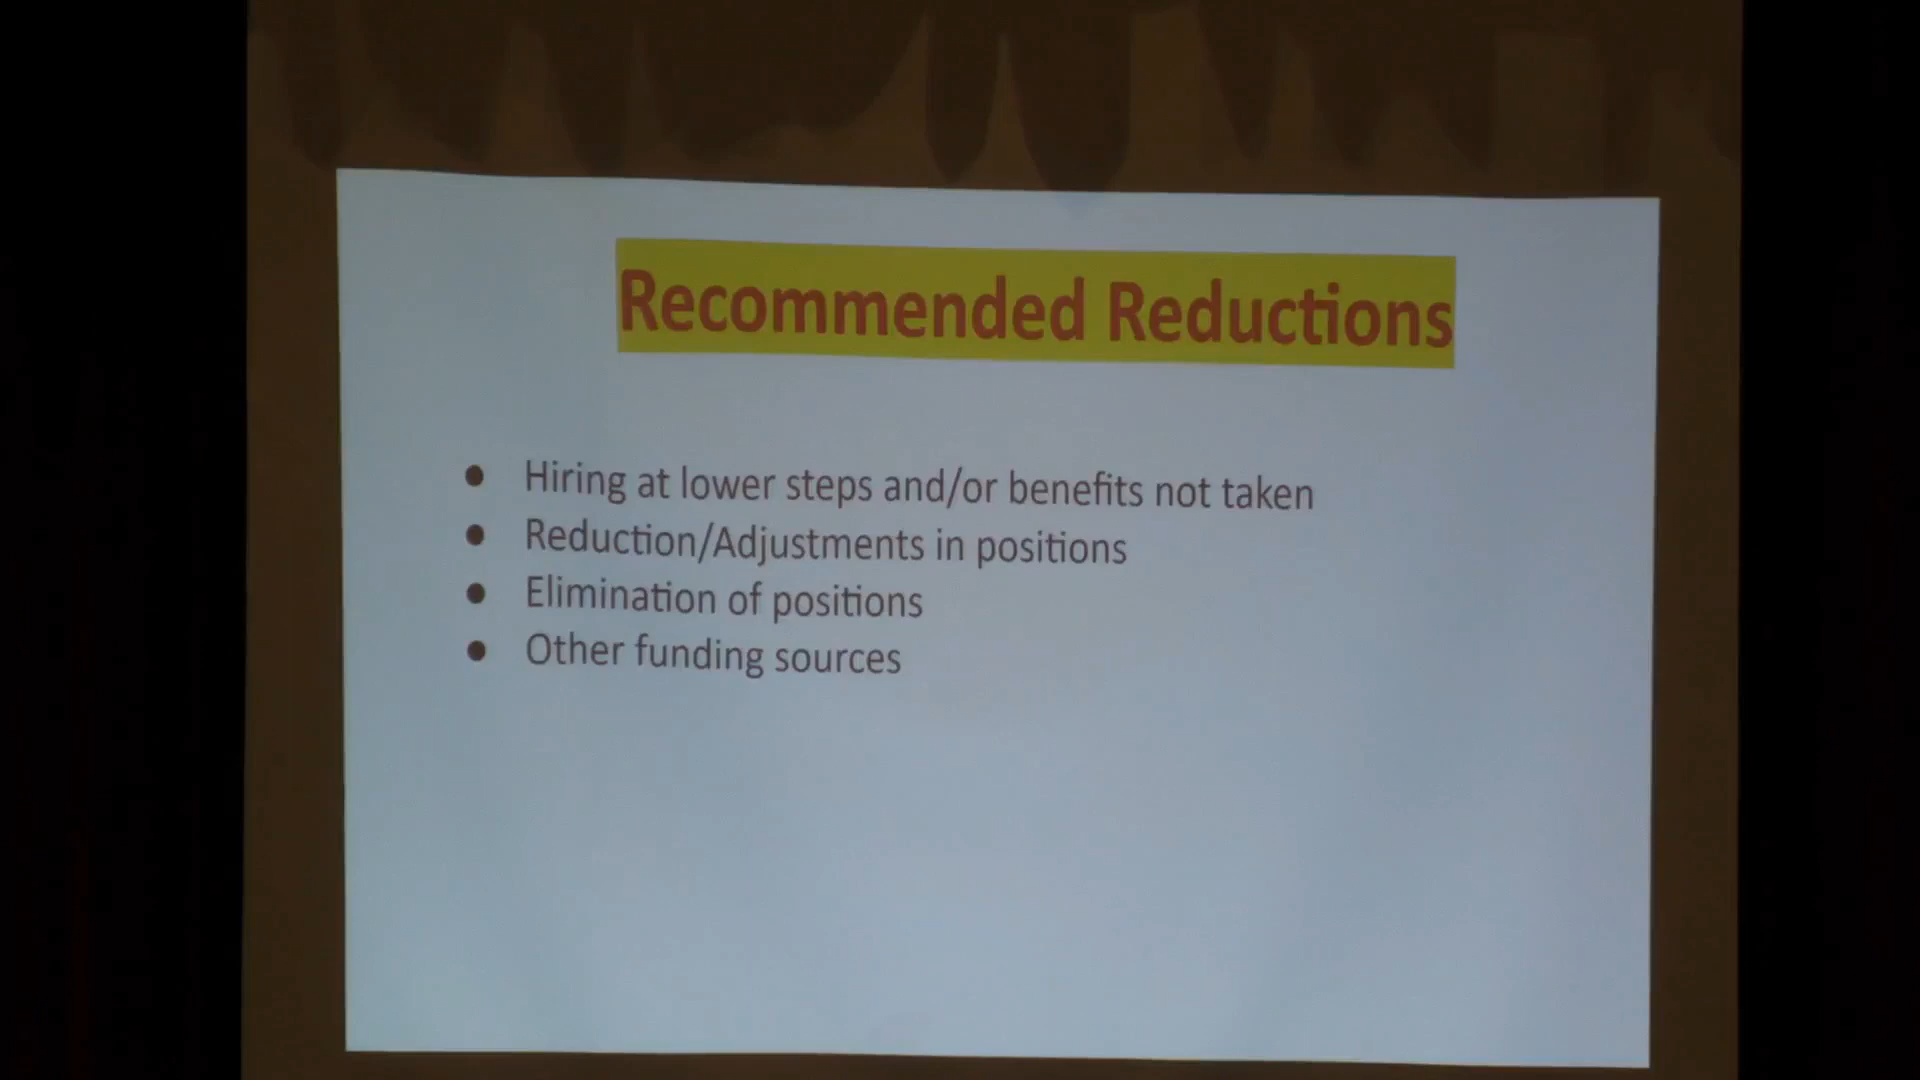 Recommended Reductions
● Hiring at lower steps and/or benefits not taken
● Reduction/Adjustments in positions
● Elimination of positions
● Other funding sources